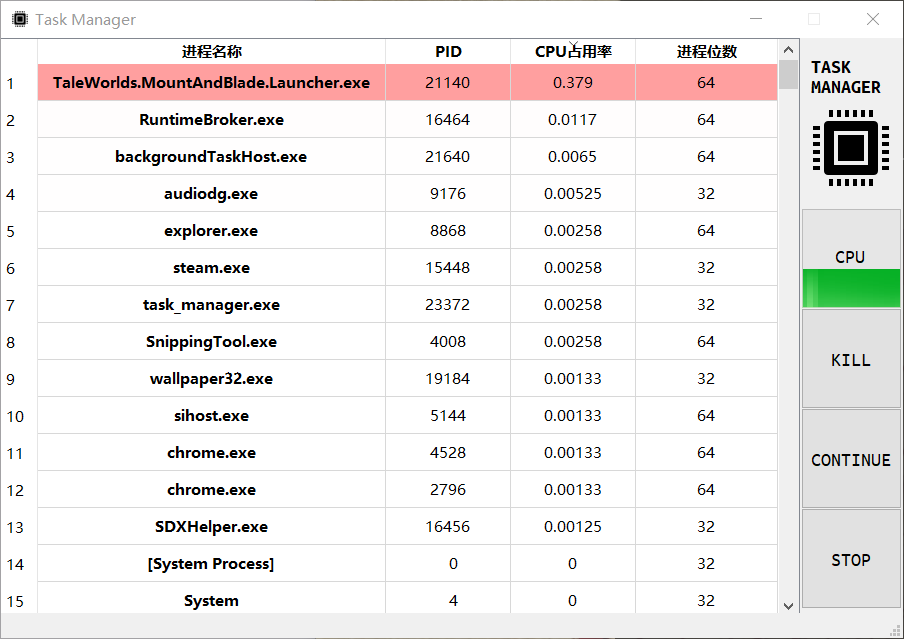 Task Manager
进程名称 PID CPU占用率 进程位数
1 TaleWorlds.MountAndBlade.Launcher.exe 21140 0.379 64
2 RuntimeBroker.exe 16464 0.0117 64
3 backgroundTaskHost.exe 21640 0.0065 64
4 audiodg.exe 9176 0.00525 32
5 explorer.exe 8868 0.00258 64
6 steam.exe 15448 0.00258 32
7 task_manager.exe 23372 0.00258 32
8 SnippingTool.exe 4008 0.00258 64
9 wallpaper32.exe 19184 0.00133 32
10 sihost.exe 5144 0.00133 64
11 chrome.exe 4528 0.00133 64
12 chrome.exe 2796 0.00133 64
13 SDXHelper.exe 16456 0.00125 32
14 [System Process] 0 0 32
15 System 4 0 32
TASK
MANAGER
CPU
KILL
CONTINUE
STOP